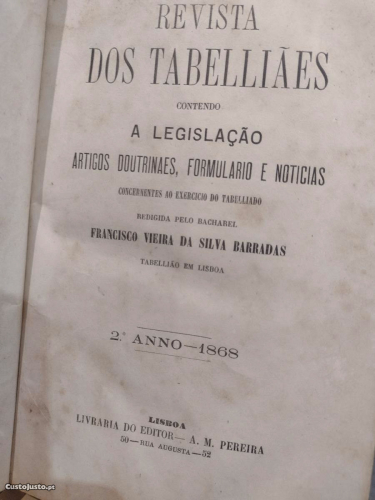 REVISTA
DOS TABELLIÃES
CONTENDO
A LEGISLAÇÃO
ARTIGOS DOUTRINAES, FORMULARIO E NOTICIAS
CONCERNENTES AO EXERCICIO DO TABELLIADO
REDIGIDA PELO BACHAREL
FRANCISCO VIEIRA DA SILVA BARRADAS
TABELLIÃO EM LISBOA
2.º ANNO—1868
LISBOA
LIVRARIA DO EDITOR—A. M. PEREIRA
50—RUA AUGUSTA—52
CustoJusto.pt